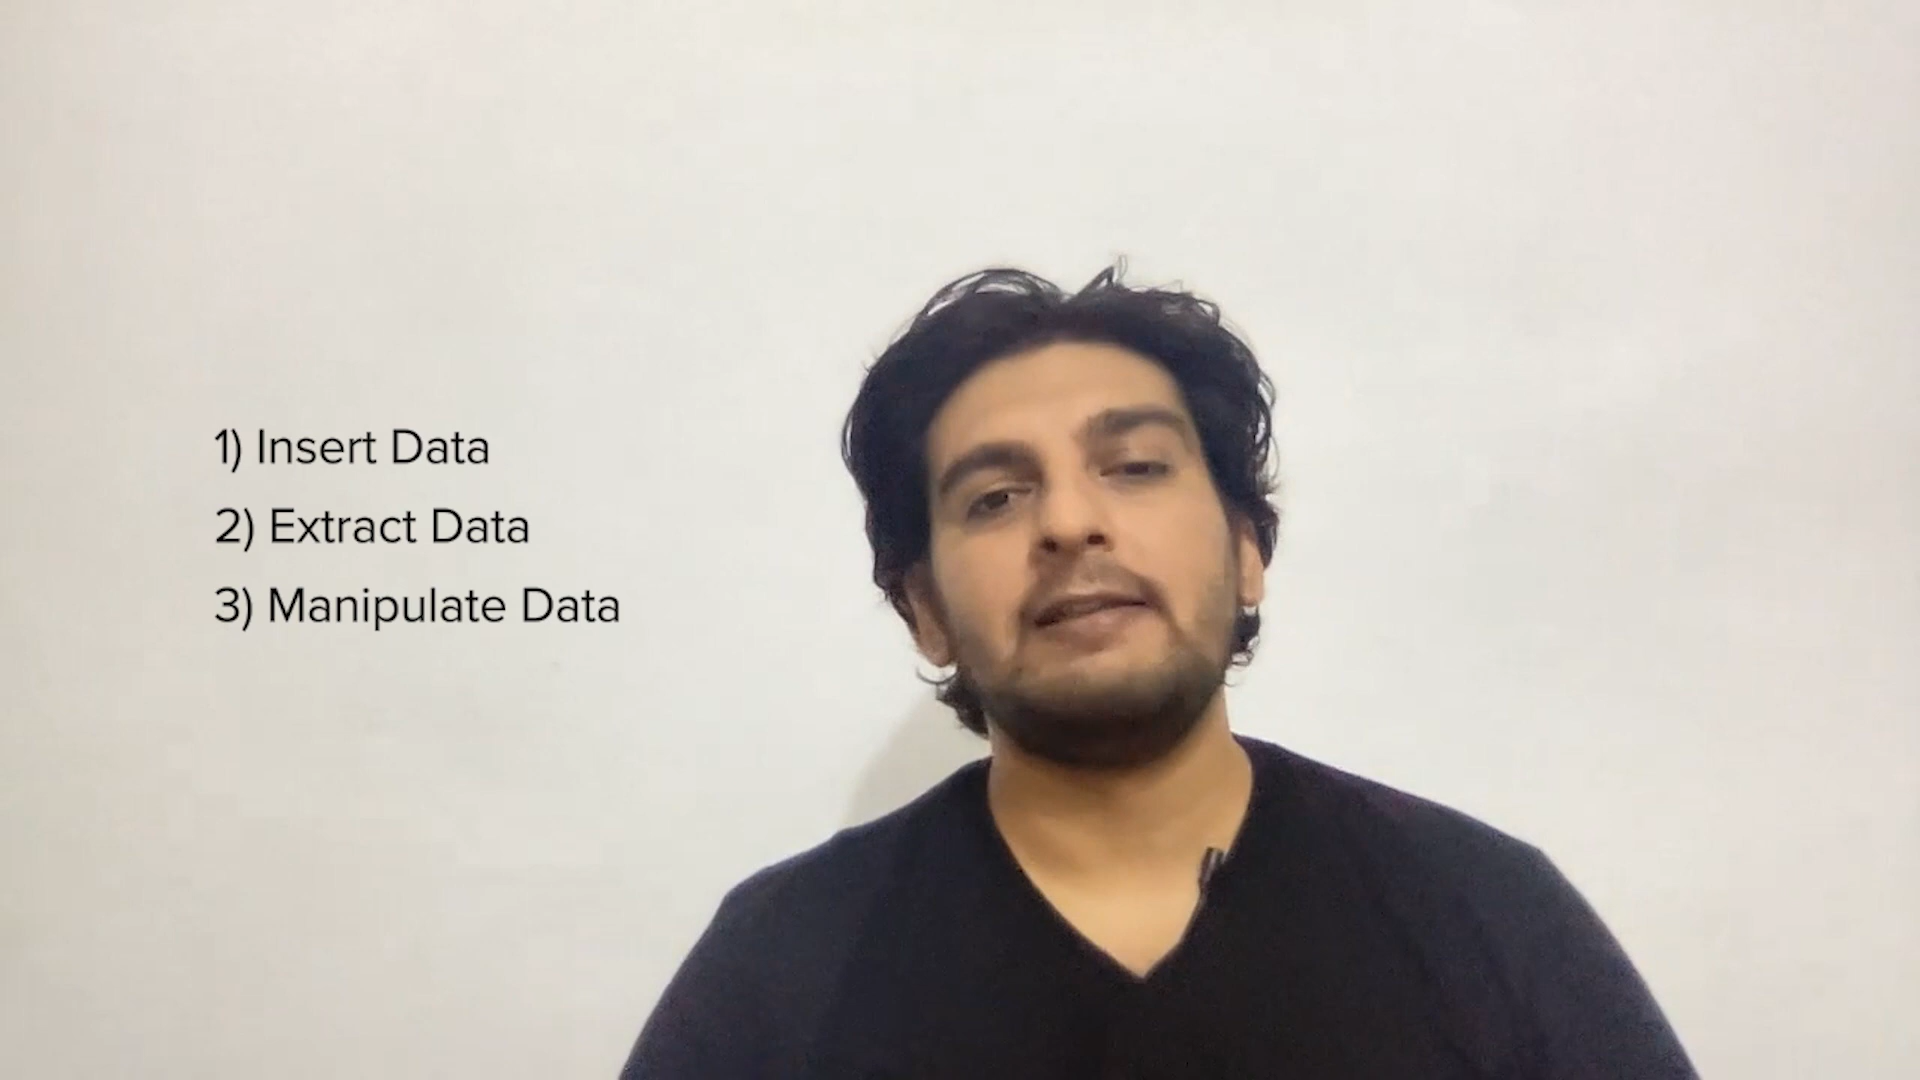 1) Insert Data
2) Extract Data
3) Manipulate Data